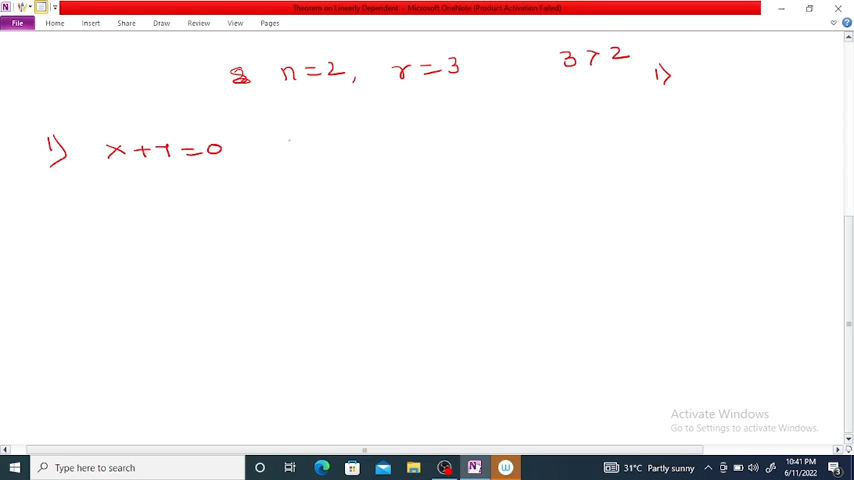 Theorem on Linearly Dependent - Microsoft OneNote (Product Activation Failed)
File Home Insert Share Draw Review View Pages
n = 2, r = 3 3 > 2 1)
1) x + y = 0
Activate Windows
Go to Settings to activate Windows.
Type here to search
31°C Partly sunny
10:41 PM
6/11/2022